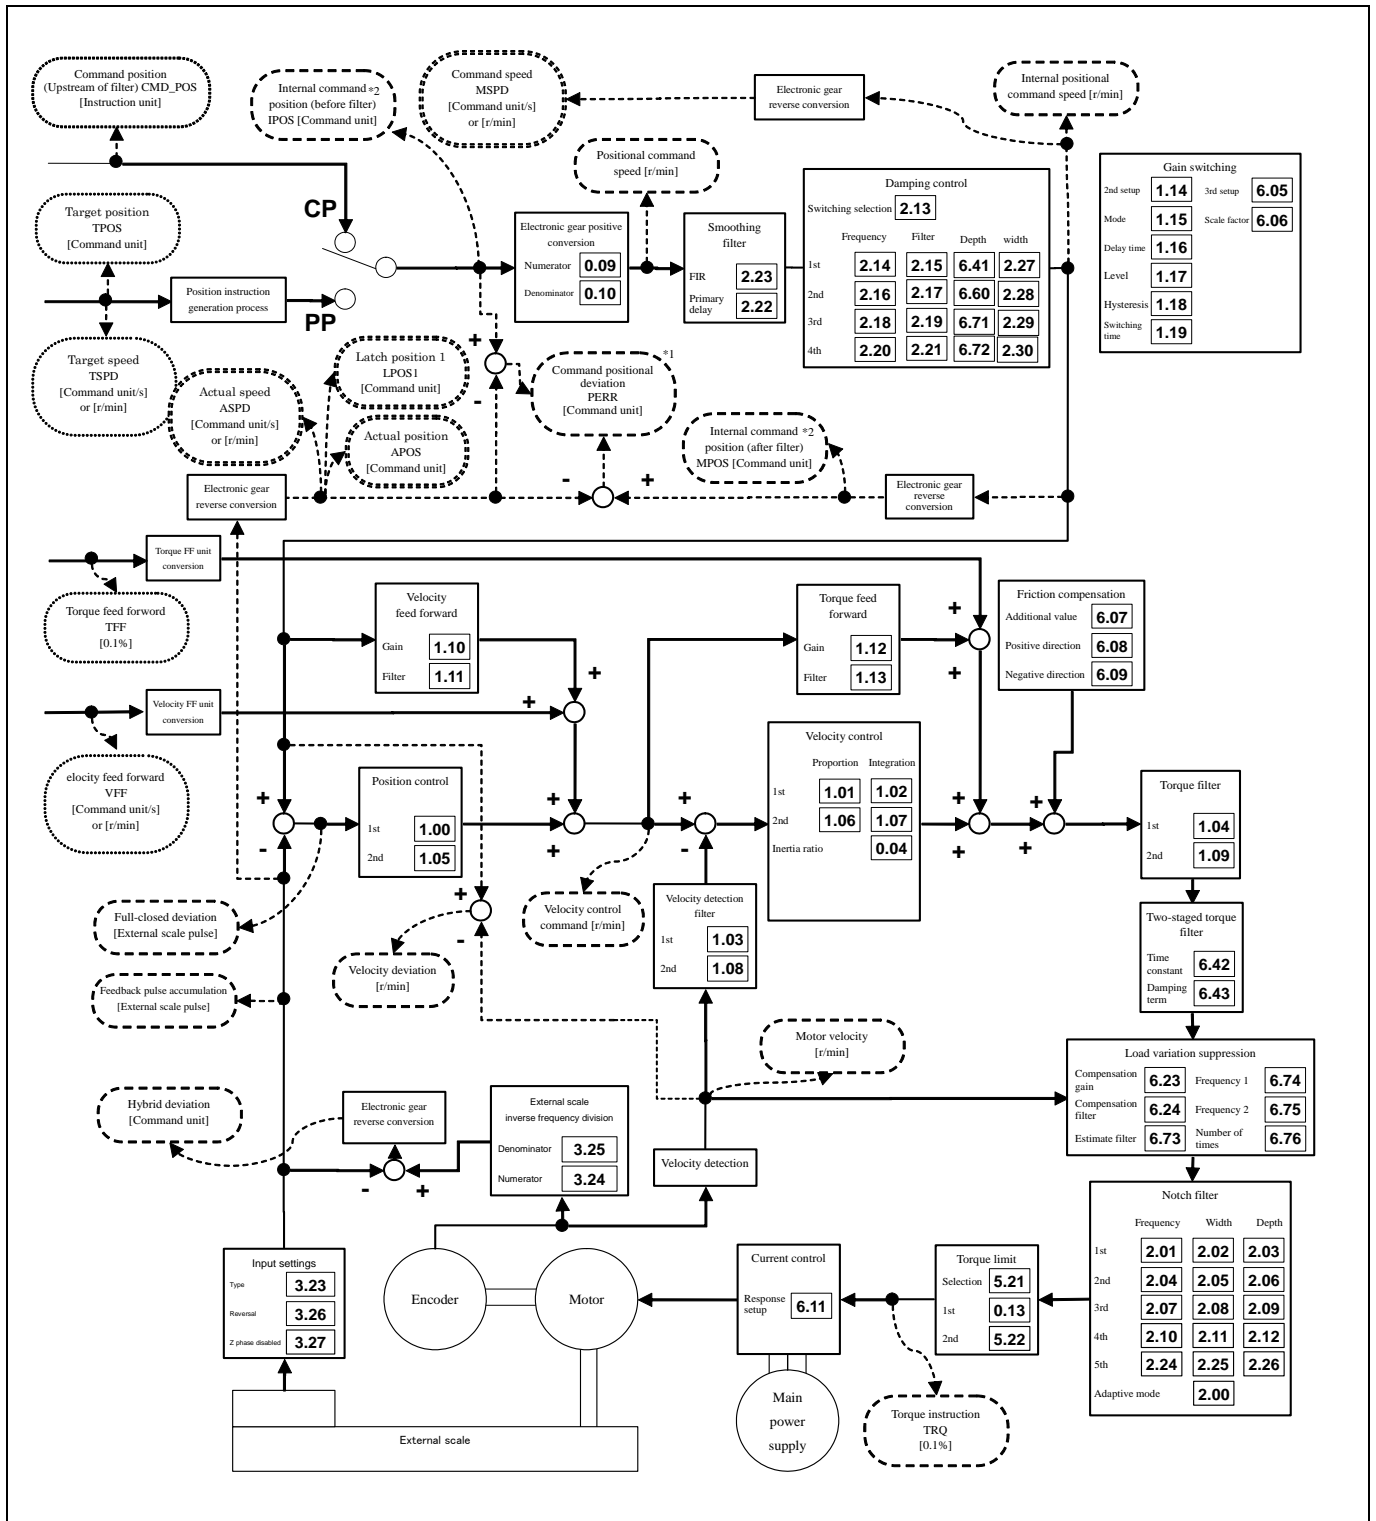 Command position
(Upstream of filter) CMD_POS
[Instruction unit]
Internal command *2
position (before filter)
IPOS [Command unit]
Command speed
MSPD
[Command unit/s]
or [r/min]
Electronic gear
reverse conversion
Internal positional
command speed [r/min]
Positional command
speed [r/min]
Gain switching
2nd setup 1.14 3rd setup 6.05
Mode 1.15 Scale factor 6.06
Delay time 1.16
Level 1.17
Hysteresis 1.18
Switching
time 1.19
Target position
TPOS
[Command unit]
CP
Position instruction
generation process
PP
Electronic gear positive
conversion
Numerator 0.09
Denominator 0.10
Smoothing
filter
FIR 2.23
Primary
delay 2.22
Damping control
Switching selection 2.13
Frequency Filter Depth width
1st 2.14 2.15 6.41 2.27
2nd 2.16 2.17 6.60 2.28
3rd 2.18 2.19 6.71 2.29
4th 2.20 2.21 6.72 2.30
Target speed
TSPD
[Command unit/s]
or [r/min]
Actual speed
ASPD
[Command unit/s]
or [r/min]
Latch position 1
LPOS1
[Command unit]
Actual position
APOS
[Command unit]
+
-
*1
Command positional
deviation
PERR
[Command unit]
Internal command *2
position (after filter)
MPOS [Command unit]
Electronic gear
reverse conversion
-
+
Electronic gear
reverse
conversion
Torque FF unit
conversion
Torque feed forword
TFF
[0.1%]
Velocity
feed forward
Gain 1.10
Filter 1.11
Torque feed
forward
Gain 1.12
Filter 1.13
+
+
Friction compensation
Additional value 6.07
Positive direction 6.08
Negative direction 6.09
Velocity FF unit
conversion
+
+
elocity feed forward
VFF
[Command unit/s]
or [r/min]
+
-
Position control
1st 1.00
2nd 1.05
+
+
+
-
Velocity control
Proportion Integration
1st 1.01 1.02
2nd 1.06 1.07
Inertia ratio 0.04
+
+
+
+
Torque filter
1st 1.04
2nd 1.09
Full-closed deviation
[External scale pulse]
+
-
Velocity deviation
[r/min]
Velocity control
command [r/min]
Velocity detection
filter
1st 1.03
2nd 1.08
Two-staged torque
filter
Time
constant 6.42
Damping
term 6.43
Feedback pulse accumulation
[External scale pulse]
Motor velocity
[r/min]
Load variation suppression
Compensation
gain 6.23 Frequency 1 6.74
Compensation
filter 6.24 Frequency 2 6.75
Estimate filter 6.73 Number of
times 6.76
Hybrid deviation
[Command unit]
Electronic gear
reverse conversion
-
+
External scale
inverse frequency division
Denominator 3.25
Numerator 3.24
Velocity detection
Notch filter
Frequency Width Depth
1st 2.01 2.02 2.03
2nd 2.04 2.05 2.06
3rd 2.07 2.08 2.09
4th 2.10 2.11 2.12
5th 2.24 2.25 2.26
Adaptive mode 2.00
Input settings
Type 3.23
Reversal 3.26
Z phase disabled 3.27
Encoder
Motor
Current control
Response
setup 6.11
Torque limit
Selection 5.21
1st 0.13
2nd 5.22
Main
power
supply
Torque instruction
TRQ
[0.1%]
External scale